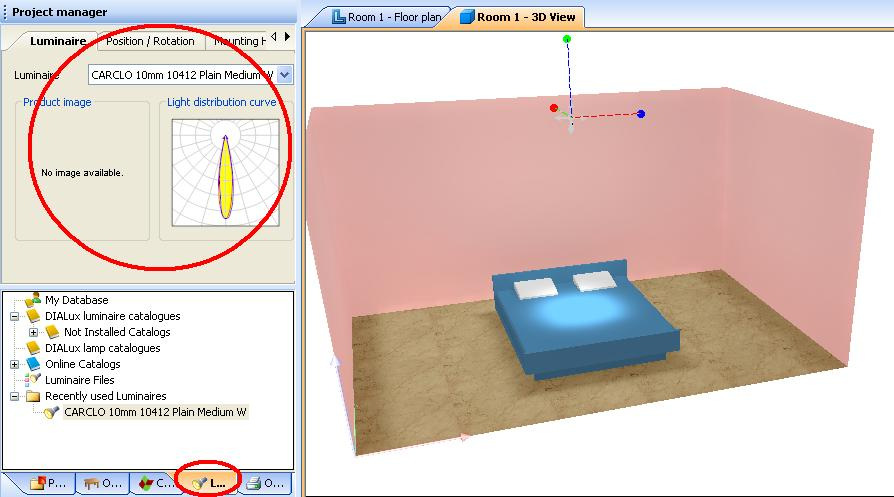 Project manager
Luminaire
Position / Rotation
Mounting H
Luminaire
CARCLO 10mm 10412 Plain Medium W
Product image
Light distribution curve
No image available.
My Database
DIALux luminaire catalogues
Not Installed Catalogs
DIALux lamp catalogues
Online Catalogs
Luminaire Files
Recently used Luminaires
CARCLO 10mm 10412 Plain Medium W
P...
O...
C...
L...
O...
Room 1 - Floor plan
Room 1 - 3D View